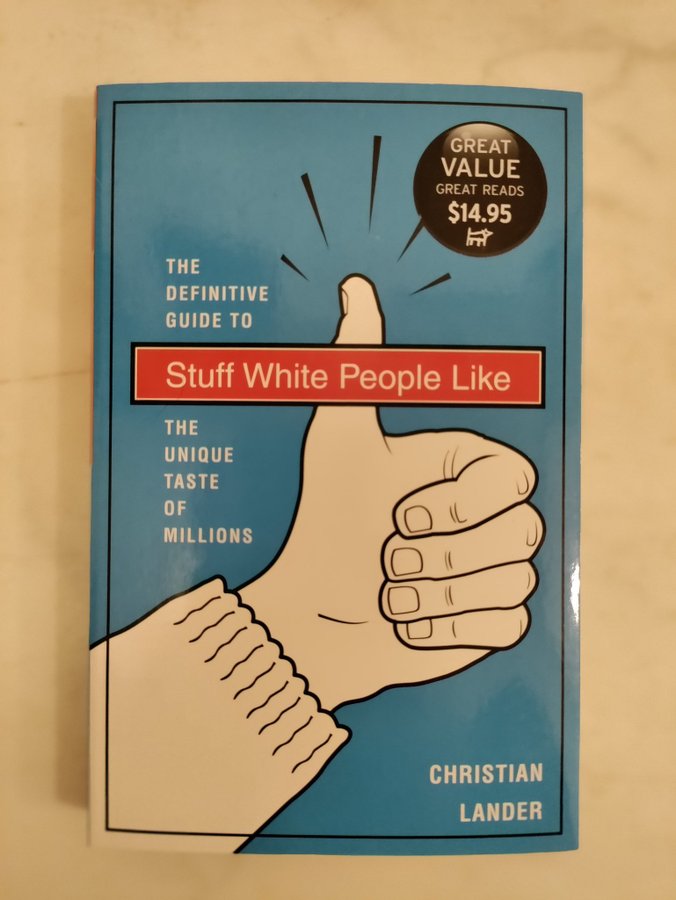 GREAT
VALUE
GREAT READS
$14.95
THE
DEFINITIVE
GUIDE TO
Stuff White People Like
THE
UNIQUE
TASTE
OF
MILLIONS
CHRISTIAN
LANDER